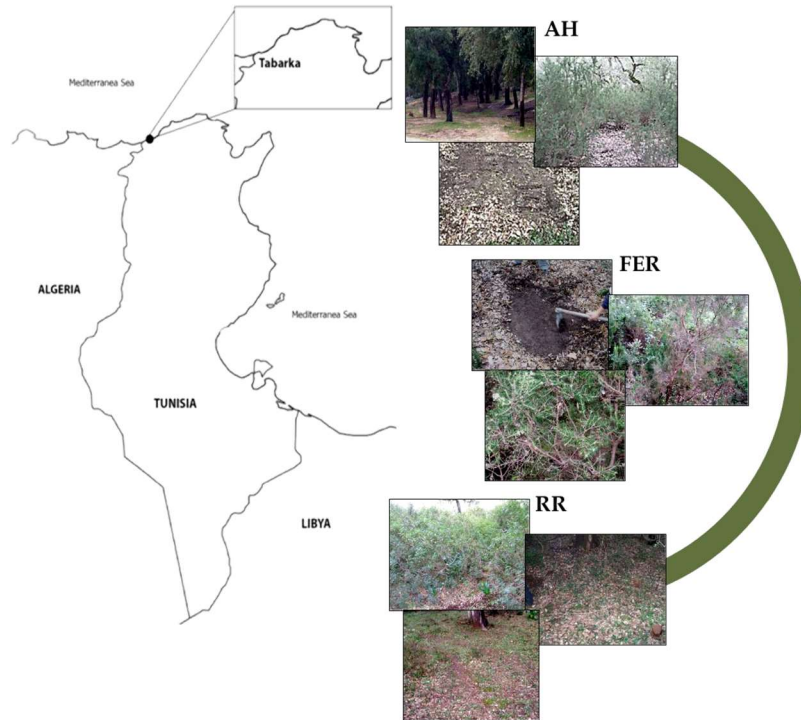 Mediterranea Sea
Tabarka
ALGERIA
Mediterranea Sea
TUNISIA
LIBYA
AH
FER
RR